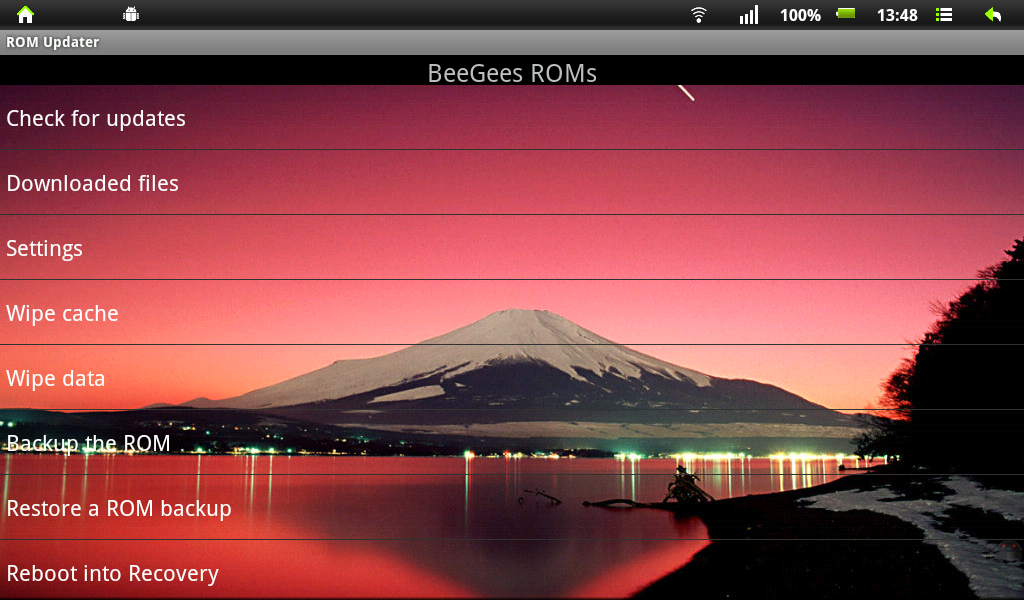 100% 13:48
ROM Updater
BeeGees ROMs
Check for updates
Downloaded files
Settings
Wipe cache
Wipe data
Backup the ROM
Restore a ROM backup
Reboot into Recovery